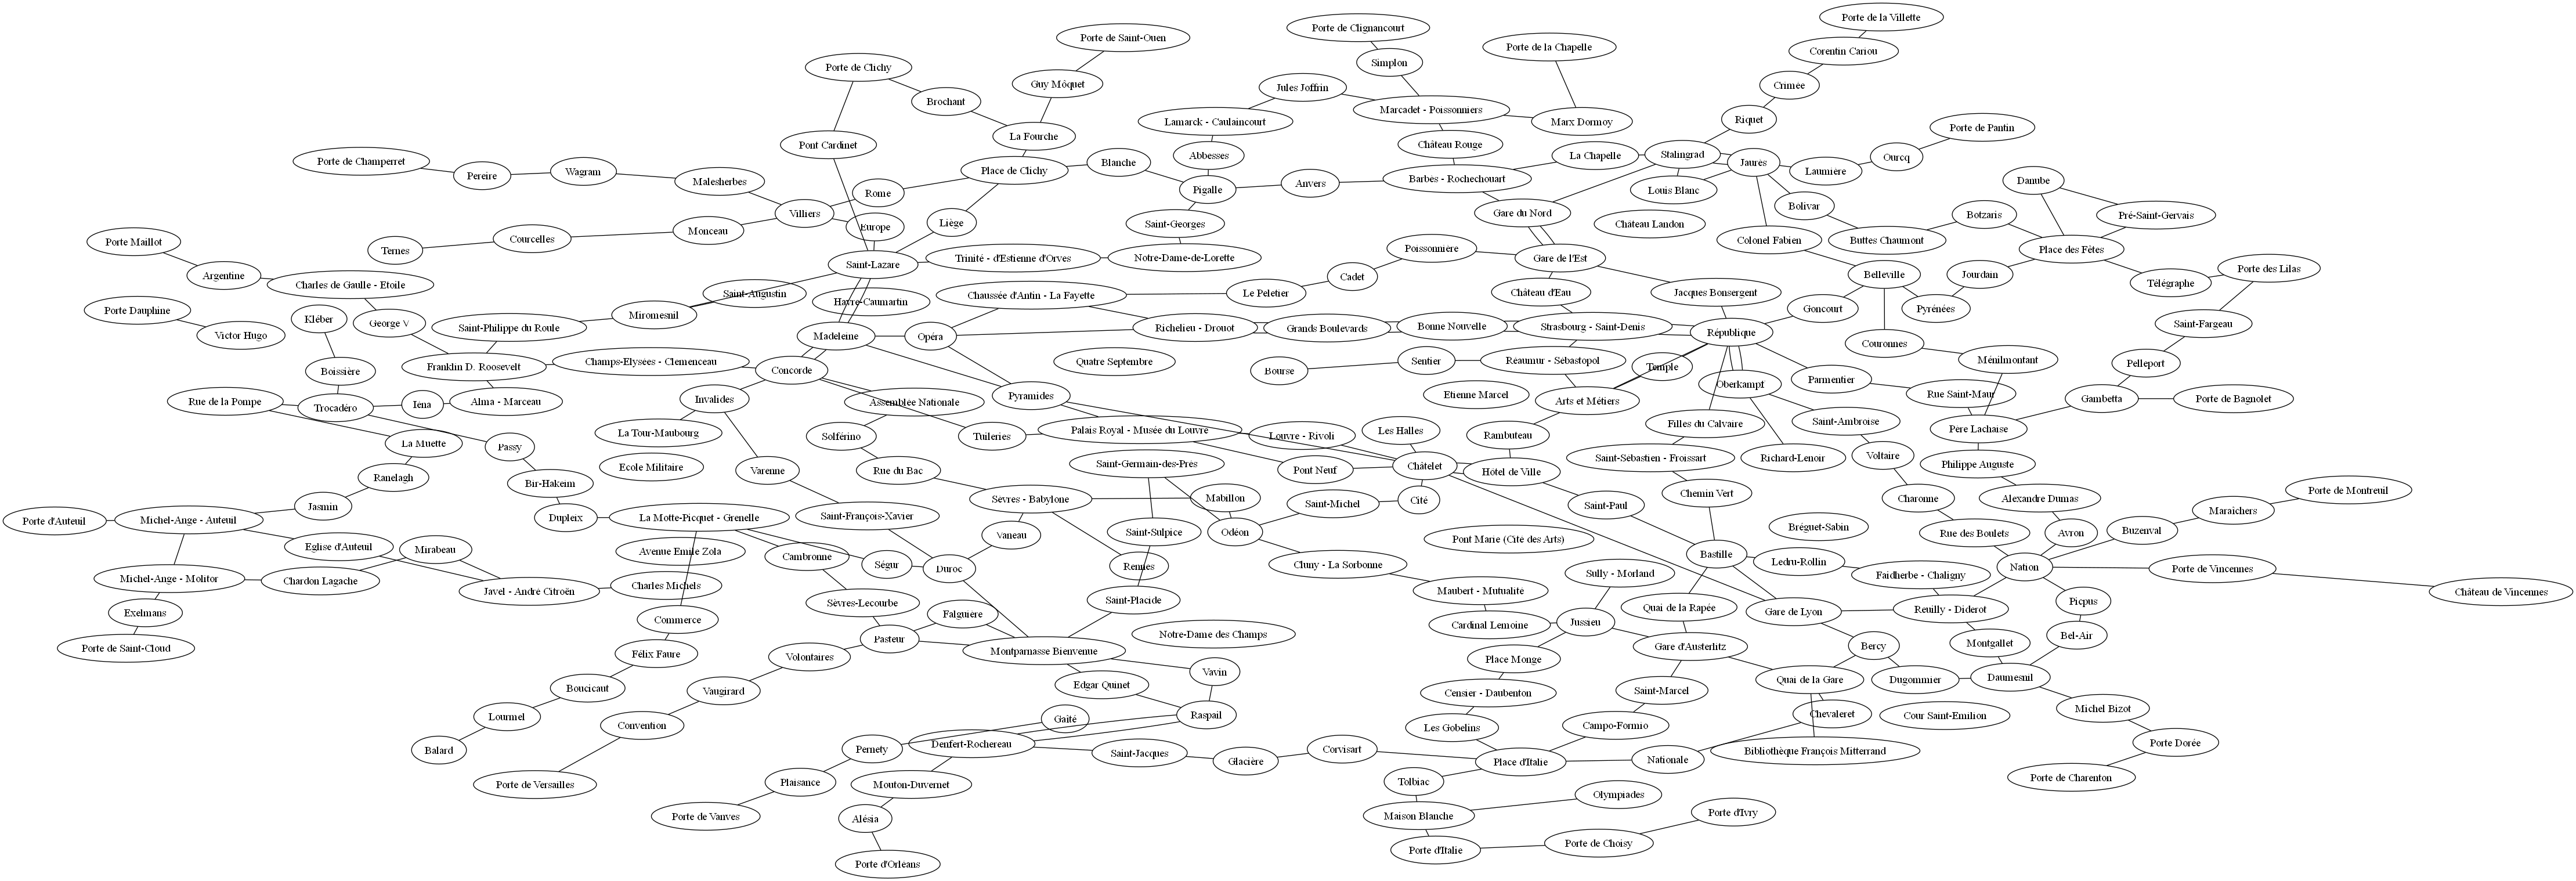 Porte de la Villette
Porte de Clignancourt
Porte de Saint-Ouen
Porte de la Chapelle
Corentin Cariou
Simplon
Porte de Clichy
Guy Môquet
Crimée
Jules Joffrin
Brochant
Marcadet - Poissonniers
Riquet
Lamarck - Caulaincourt
Marx Dormoy
Porte de Pantin
La Fourche
Pont Cardinet
Château Rouge
Abbesses
La Chapelle
Stalingrad
Ourcq
Porte de Champerret
Blanche
Jaurès
Place de Clichy
Laumière
Wagram
Pereire
Malesherbes
Barbès - Rochechouart
Danube
Anvers
Pigalle
Louis Blanc
Rome
Bolivar
Villiers
Gare du Nord
Botzaris
Pré-Saint-Gervais
Liège
Saint-Georges
Château Landon
Europe
Monceau
Courcelles
Colonel Fabien
Buttes Chaumont
Porte Maillot
Poissonnière
Place des Fêtes
Ternes
Trinité - d'Estienne d'Orves
Notre-Dame-de-Lorette
Gare de l'Est
Saint-Lazare
Porte des Lilas
Argentine
Belleville
Jourdain
Cadet
Télégraphe
Charles de Gaulle - Etoile
Saint-Augustin
Château d'Eau
Jacques Bonsergent
Le Peletier
Chaussée d'Antin - La Fayette
Havre-Caumartin
Porte Dauphine
Goncourt
Pyrénées
Miromesnil
Kléber
George V
Saint-Fargeau
Saint-Philippe du Roule
Richelieu - Drouot
Grands Boulevards
Bonne Nouvelle
Strasbourg - Saint-Denis
République
Victor Hugo
Madeleine
Opéra
Couronnes
Quatre Septembre
Sentier
Réaumur - Sébastopol
Ménilmontant
Champs-Elysées - Clemenceau
Pelleport
Franklin D. Roosevelt
Temple
Boissière
Concorde
Bourse
Parmentier
Oberkampf
Etienne Marcel
Rue Saint-Maur
Pyramides
Invalides
Gambetta
Porte de Bagnolet
Rue de la Pompe
Arts et Métiers
Assemblée Nationale
Alma - Marceau
Iéna
Trocadéro
Saint-Ambroise
Filles du Calvaire
Père Lachaise
Palais Royal - Musée du Louvre
Les Halles
La Tour-Maubourg
Rambuteau
Louvre - Rivoli
Solférino
Tuileries
La Muette
Passy
Voltaire
Saint-Sébastien - Froissart
Richard-Lenoir
Philippe Auguste
Saint-Germain-des-Prés
Châtelet
Ecole Militaire
Pont Neuf
Rue du Bac
Varenne
Hôtel de Ville
Ranelagh
Bir-Hakeim
Porte de Montreuil
Chemin Vert
Sèvres - Babylone
Mabillon
Charonne
Alexandre Dumas
Cité
Saint-Michel
Saint-Paul
Jasmin
Maraîchers
Saint-François-Xavier
Dupleix
La Motte-Picquet - Grenelle
Porte d'Auteuil
Michel-Ange - Auteuil
Bréguet-Sabin
Buzenval
Saint-Sulpice
Odéon
Rue des Boulets
Avron
Vaneau
Pont Marie (Cité des Arts)
Eglise d'Auteuil
Mirabeau
Avenue Emile Zola
Bastille
Cambronne
Ledru-Rollin
Cluny - La Sorbonne
Rennes
Ségur
Duroc
Nation
Porte de Vincennes
Sully - Morland
Faidherbe - Chaligny
Michel-Ange - Molitor
Chardon Lagache
Charles Michels
Javel - André Citroën
Maubert - Mutualité
Château de Vincennes
Saint-Placide
Picpus
Sèvres-Lecourbe
Quai de la Rapée
Reuilly - Diderot
Gare de Lyon
Exelmans
Falguière
Commerce
Jussieu
Cardinal Lemoine
Notre-Dame des Champs
Bel-Air
Pasteur
Montgallet
Bercy
Gare d'Austerlitz
Porte de Saint-Cloud
Montparnasse Bienvenue
Félix Faure
Volontaires
Place Monge
Vavin
Daumesnil
Quai de la Gare
Dugommier
Edgar Quinet
Boucicaut
Vaugirard
Saint-Marcel
Censier - Daubenton
Michel Bizot
Chevaleret
Cour Saint-Emilion
Raspail
Lourmel
Gaîté
Convention
Campo-Formio
Les Gobelins
Porte Dorée
Denfert-Rochereau
Pernety
Balard
Corvisart
Bibliothèque François Mitterrand
Saint-Jacques
Nationale
Glacière
Place d'Italie
Porte de Charenton
Tolbiac
Plaisance
Mouton-Duvernet
Porte de Versailles
Olympiades
Porte d'Ivry
Maison Blanche
Porte de Vanves
Alésia
Porte de Choisy
Porte d'Italie
Porte d'Orléans